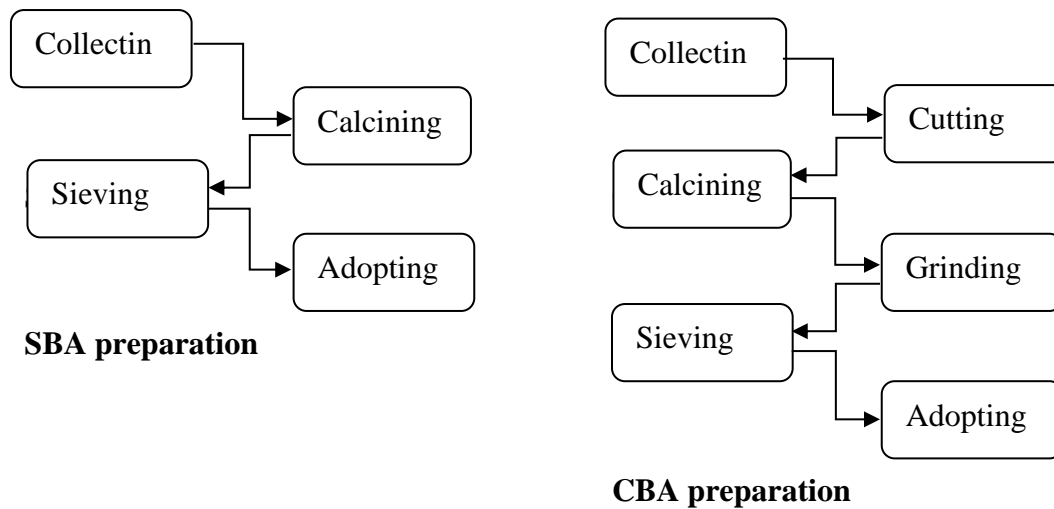 Collectin
Calcining
Sieving
Adopting
SBA preparation
Collectin
Cutting
Calcining
Grinding
Sieving
Adopting
CBA preparation